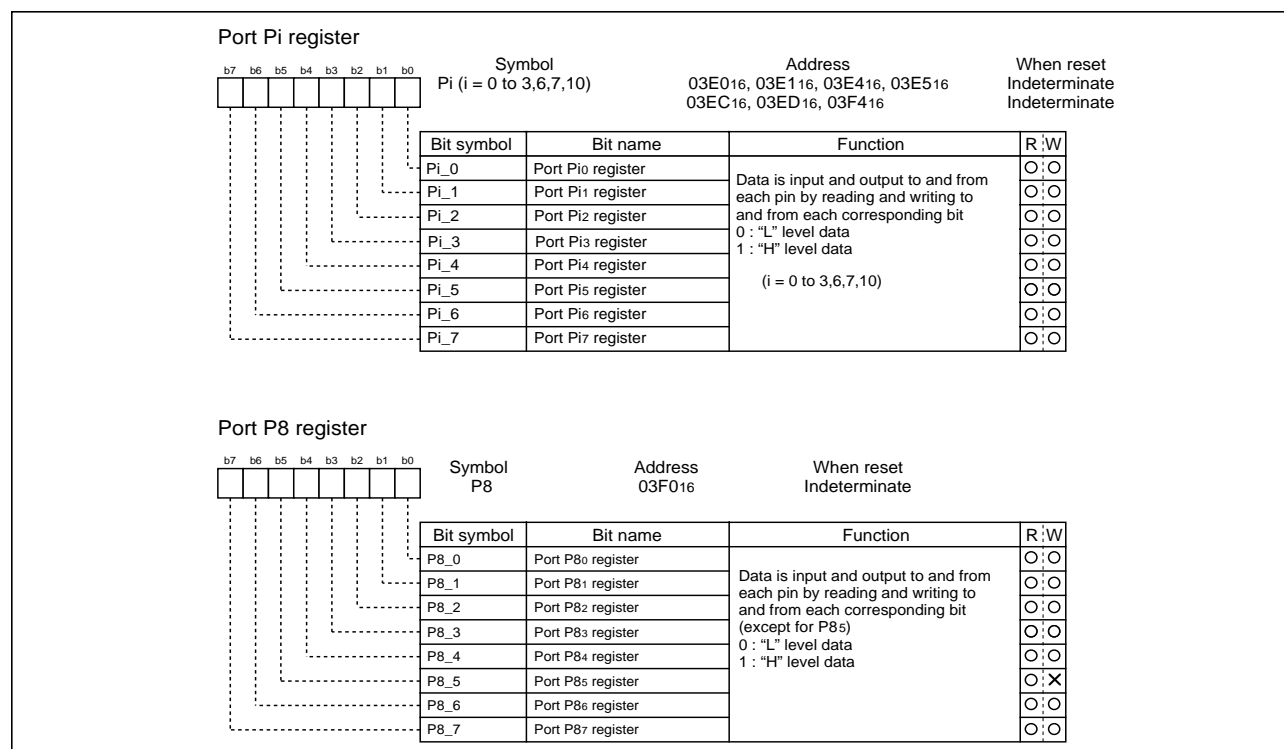 Port Pi register
b7 b6 b5 b4 b3 b2 b1 b0
Symbol Address When reset
Pi (i = 0 to 3,6,7,10) 03E016, 03E116, 03E416, 03E516 Indeterminate
03EC16, 03ED16, 03F416 Indeterminate
Bit symbol Bit name Function R W
Pi_0 Port Pi0 register
Pi_1 Port Pi1 register
Pi_2 Port Pi2 register
Pi_3 Port Pi3 register
Pi_4 Port Pi4 register
Pi_5 Port Pi5 register
Pi_6 Port Pi6 register
Pi_7 Port Pi7 register
Data is input and output to and from
each pin by reading and writing to
and from each corresponding bit
0 : “L” level data
1 : “H” level data
(i = 0 to 3,6,7,10)
Port P8 register
b7 b6 b5 b4 b3 b2 b1 b0
Symbol Address When reset
P8 03F016 Indeterminate
Bit symbol Bit name Function R W
P8_0 Port P80 register
P8_1 Port P81 register
P8_2 Port P82 register
P8_3 Port P83 register
P8_4 Port P84 register
P8_5 Port P85 register
P8_6 Port P86 register
P8_7 Port P87 register
Data is input and output to and from
each pin by reading and writing to
and from each corresponding bit
(except for P85)
0 : “L” level data
1 : “H” level data